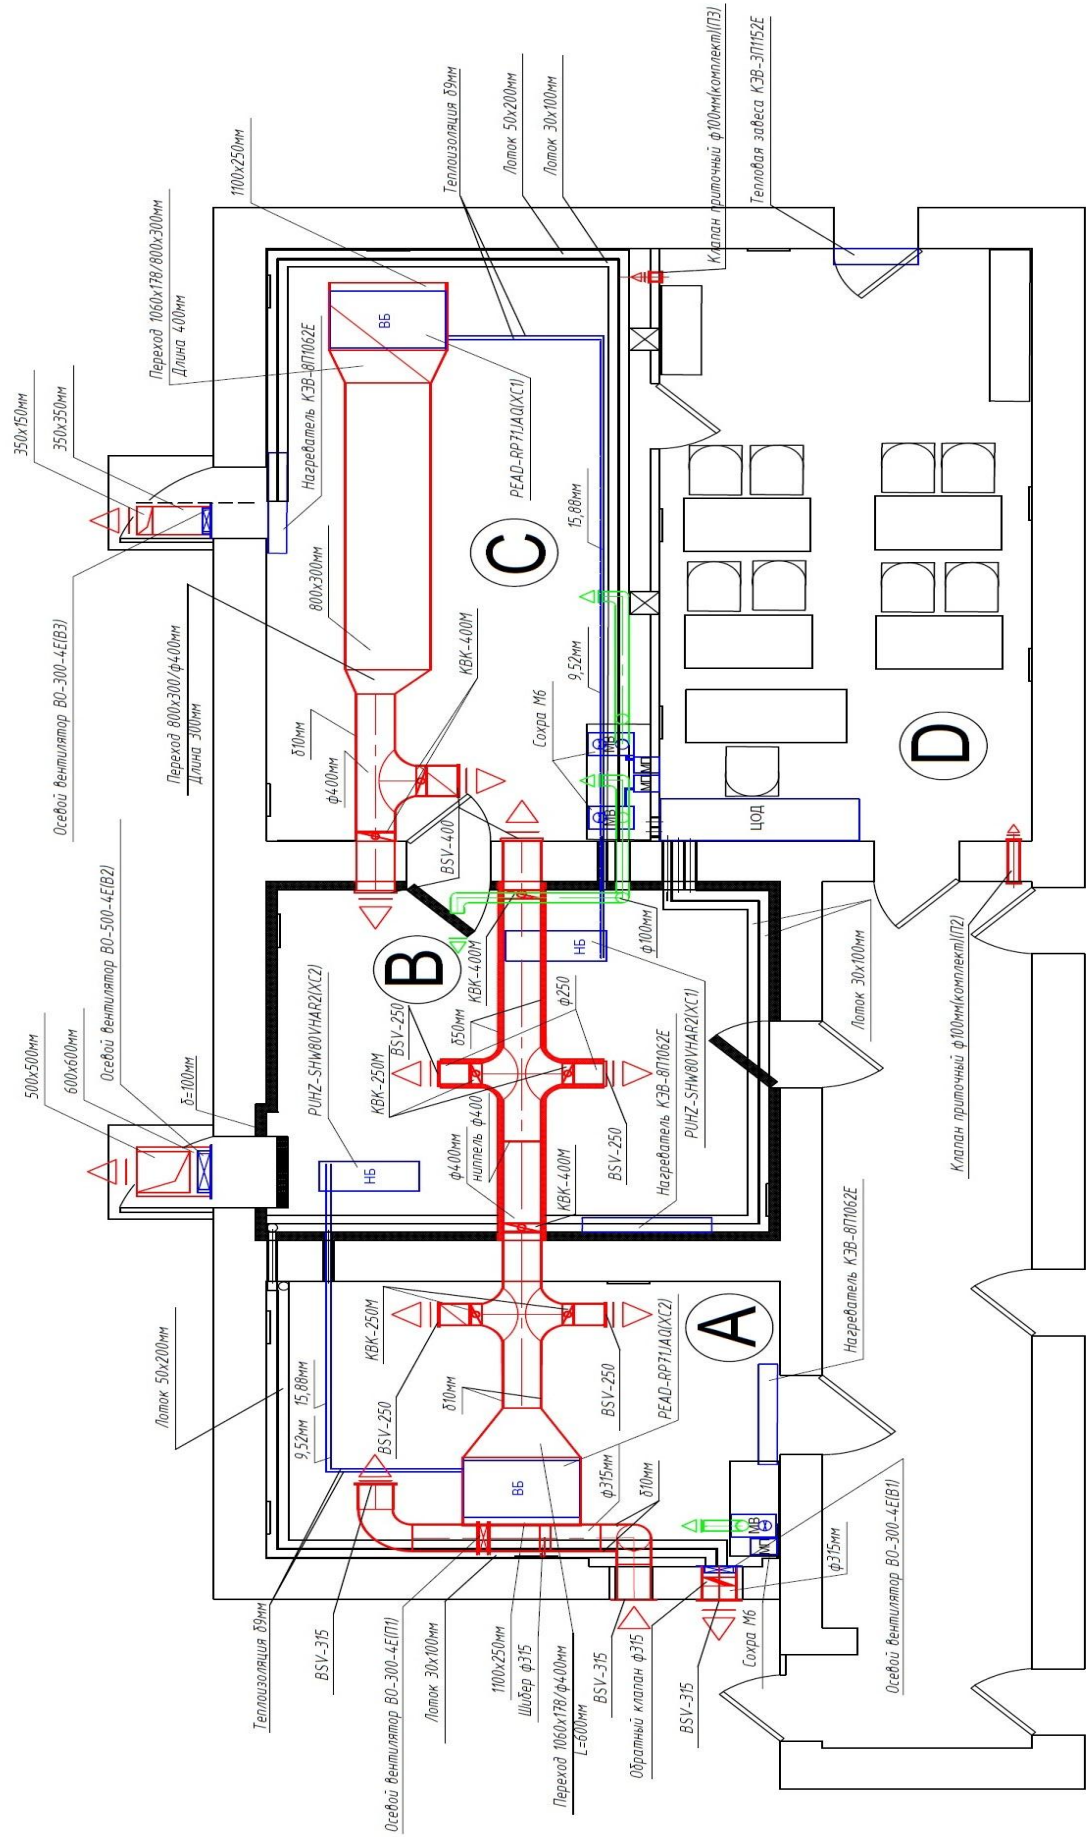 350х150мм
350х350мм
Осевой вентилятор ВО-300-4Е(В3)
Переход 1060х178/800х300мм
Длина 400мм
1100х250мм
Переход 800х300/ф400мм
Длина 300мм
Нагреватель КЭВ-8П1062Е
Теплоизоляция δ9мм
Лоток 50х200мм
Лоток 30х100мм
Клапан приточный ф100мм(комплект)(П3)
Тепловая завеса КЭВ-3П1152Е
ВБ
PEAD-RP71JAQ(XC1)
800х300мм
δ10мм
ф400мм
КВК-400М
C
15,88мм
9,52мм
Сохра М6
МВ
МВ
МП
МП
ЦОД
D
500х500мм
600х600мм
Осевой вентилятор ВО-500-4Е(В2)
δ=100мм
PUHZ-SHW80VHAR2(XC2)
НБ
B
BSV-400
КВК-400М
BSV-250
КВК-250М
δ50мм
ф250
НБ
ф100мм
PUHZ-SHW80VHAR2(XC1)
ф400мм
ниппель ф400
КВК-400М
BSV-250
Нагреватель КЭВ-8П1062Е
Лоток 30х100мм
Клапан приточный ф100мм(комплект)(П2)
Лоток 50х200мм
15,88мм
9,52мм
КВК-250М
BSV-250
δ10мм
BSV-250
PEAD-RP71JAQ(XC2)
A
Нагреватель КЭВ-8П1062Е
ВБ
ф315мм
δ10мм
МВ
ф315мм
Осевой вентилятор ВО-300-4Е(В1)
Теплоизоляция δ9мм
BSV-315
Осевой вентилятор ВО-300-4Е(П1)
Лоток 30х100мм
1100х250мм
Шибер ф315
Переход 1060х178/ф400мм
L=600мм
BSV-315
Обратный клапан ф315
BSV-315
Сохра М6